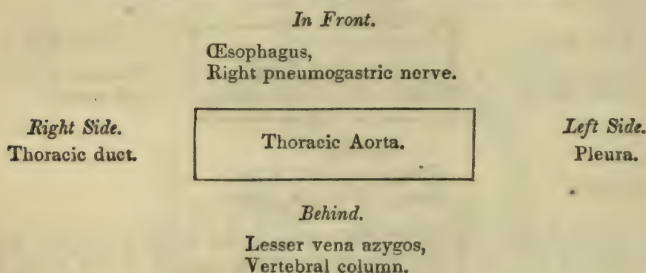 In Front.
Œsophagus,
Right pneumogastric nerve.
Right Side.
Thoracic duct.
Thoracic Aorta.
Left Side.
Pleura.
Behind.
Lesser vena azygos,
Vertebral column.